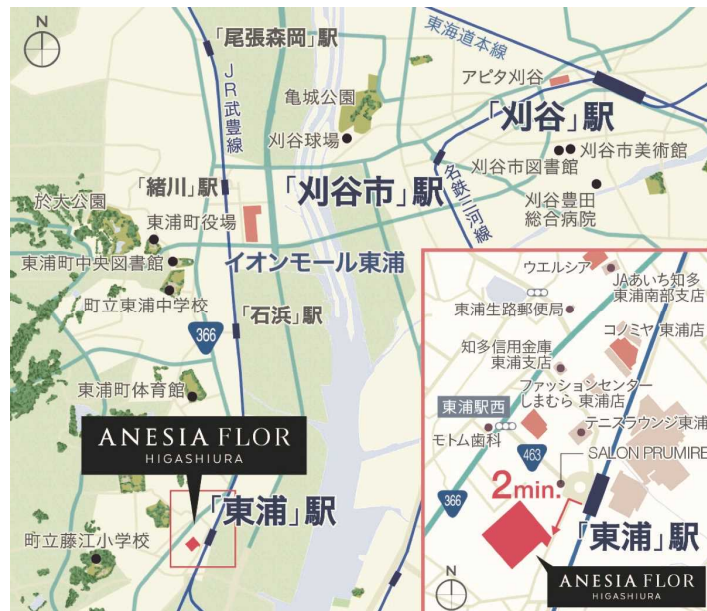 N
「尾張森岡」駅
東海道本線
JR武豊線
アピタ刈谷
亀城公園
「刈谷」駅
刈谷球場
刈谷市美術館
刈谷市図書館
「緒川」駅
「刈谷市」駅
名鉄三河線
刈谷豊田
総合病院
於大公園
東浦町役場
東浦町中央図書館
イオンモール東浦
町立東浦中学校
366
「石浜」駅
東浦町体育館
ANESIA FLOR
HIGASHIURA
「東浦」駅
町立藤江小学校
ウエルシア
JAあいち知多
東浦南部支店
東浦生路郵便局
コノミヤ 東浦店
知多信用金庫
東浦支店
ファッションセンター
しまむら 東浦店
東浦駅西
テニスラウンジ東浦
モトム歯科
463
SALON PRUMIRE
366
2min.
「東浦」駅
N
ANESIA FLOR
HIGASHIURA